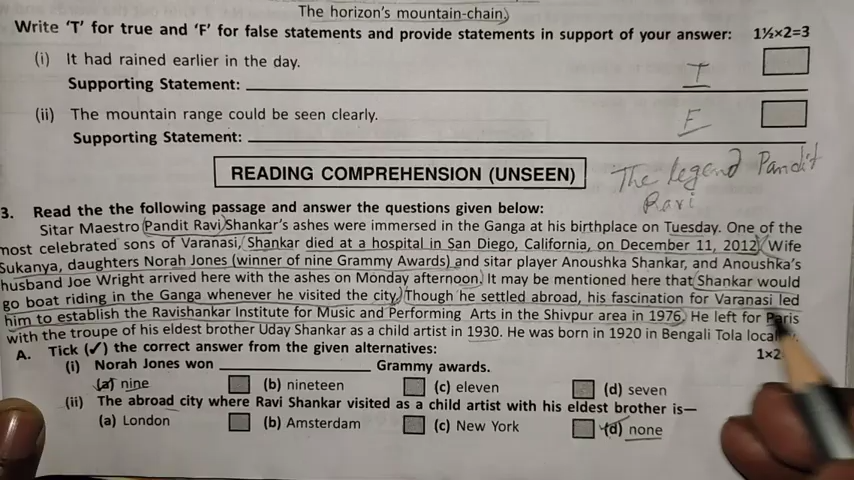 The horizon's mountain-chain.
Write 'T' for true and 'F' for false statements and provide statements in support of your answer: 1½×2=3
(i) It had rained earlier in the day.
T
Supporting Statement:
(ii) The mountain range could be seen clearly.
F
Supporting Statement:
READING COMPREHENSION (UNSEEN)
The legend Pandit
Ravi
3. Read the the following passage and answer the questions given below:
Sitar Maestro Pandit Ravi Shankar's ashes were immersed in the Ganga at his birthplace on Tuesday. One of the
most celebrated sons of Varanasi, Shankar died at a hospital in San Diego, California, on December 11, 2012. Wife
Sukanya, daughters Norah Jones (winner of nine Grammy Awards) and sitar player Anoushka Shankar, and Anoushka's
husband Joe Wright arrived here with the ashes on Monday afternoon. It may be mentioned here that Shankar would
go boat riding in the Ganga whenever he visited the city. Though he settled abroad, his fascination for Varanasi led
him to establish the Ravishankar Institute for Music and Performing Arts in the Shivpur area in 1976. He left for Paris
with the troupe of his eldest brother Uday Shankar as a child artist in 1930. He was born in 1920 in Bengali Tola
A. Tick (✓) the correct answer from the given alternatives: 1×2
(i) Norah Jones won ____________ Grammy awards.
(a) nine (b) nineteen (c) eleven (d) seven
(ii) The abroad city where Ravi Shankar visited as a child artist with his eldest brother is—
(a) London (b) Amsterdam (c) New York (d) none